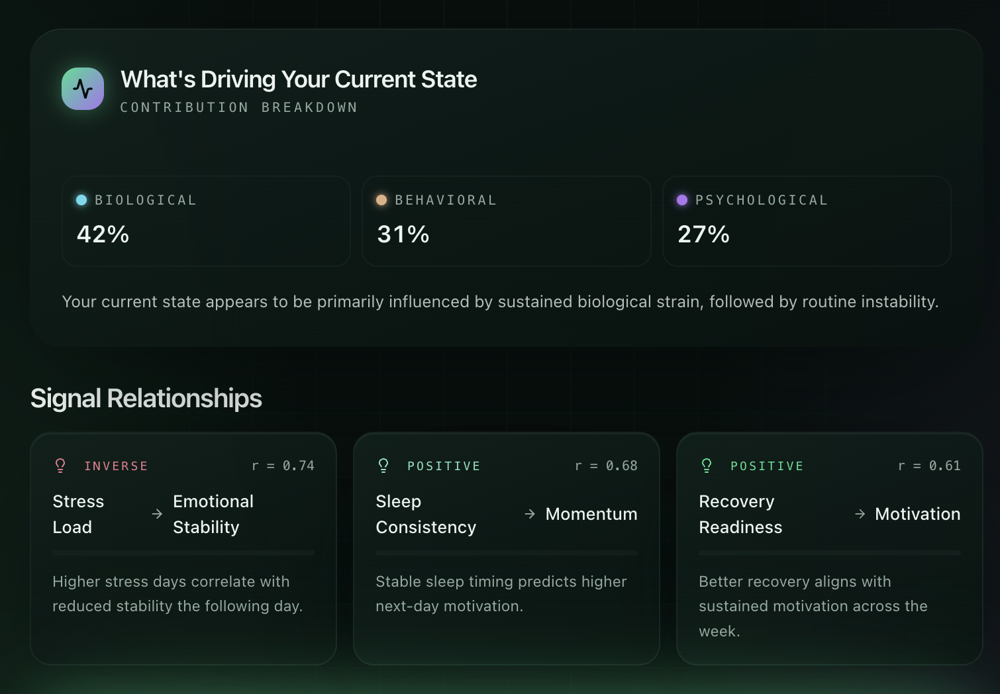 What's Driving Your Current State
CONTRIBUTION BREAKDOWN
BIOLOGICAL
42%
BEHAVIORAL
31%
PSYCHOLOGICAL
27%
Your current state appears to be primarily influenced by sustained biological strain, followed by routine instability.
Signal Relationships
INVERSE r = 0.74
Stress
Load
→ Emotional
Stability
Higher stress days correlate with
reduced stability the following day.
POSITIVE r = 0.68
Sleep
Consistency
→ Momentum
Stable sleep timing predicts higher
next-day motivation.
POSITIVE r = 0.61
Recovery
Readiness
→ Motivation
Better recovery aligns with
sustained motivation across the
week.